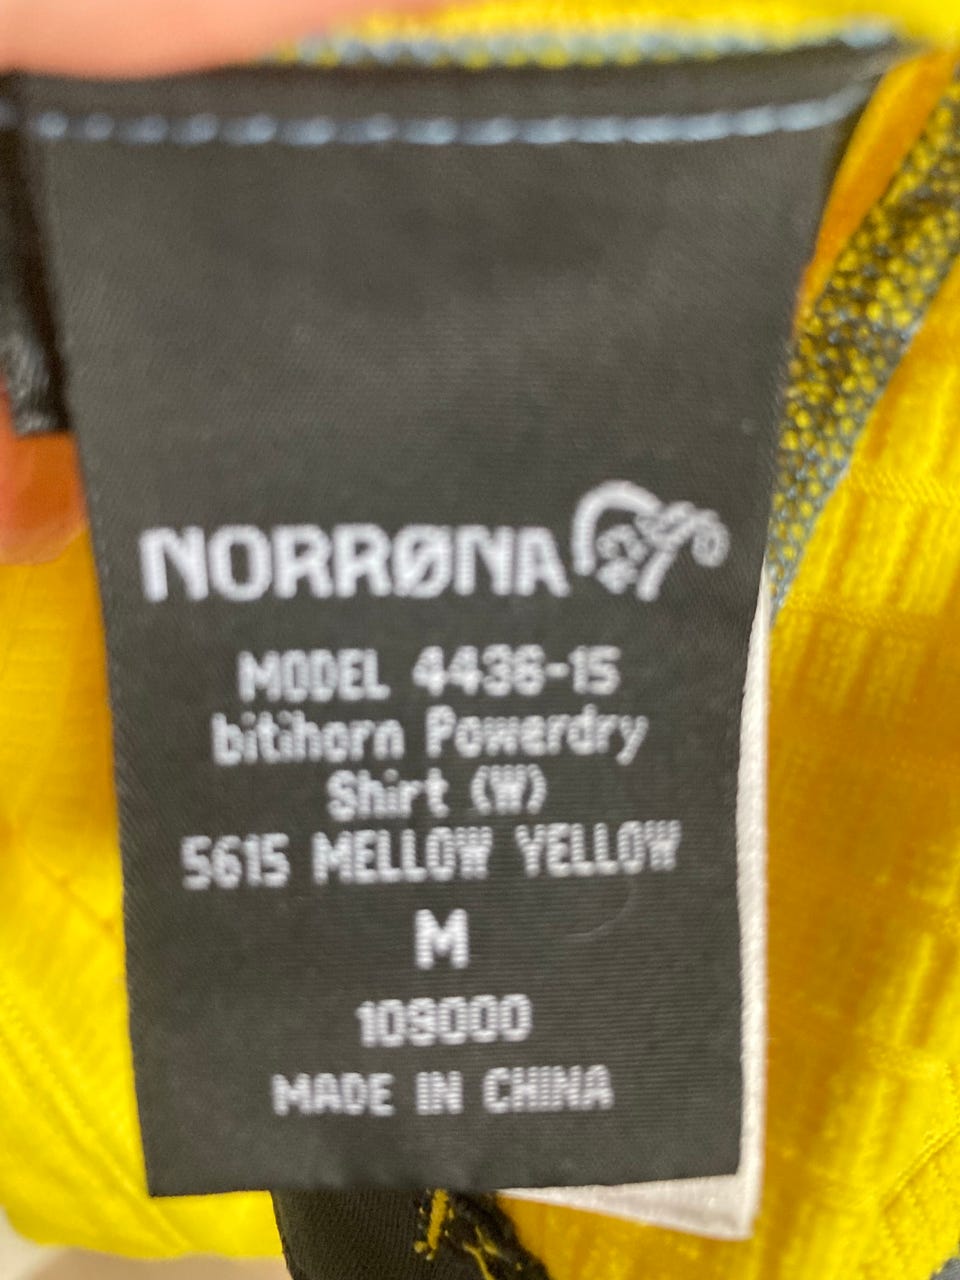 NORRØNA
MODEL 4436-15
bitihorn Powerdry
Shirt (W)
5615 MELLOW YELLOW
M
109000
MADE IN CHINA